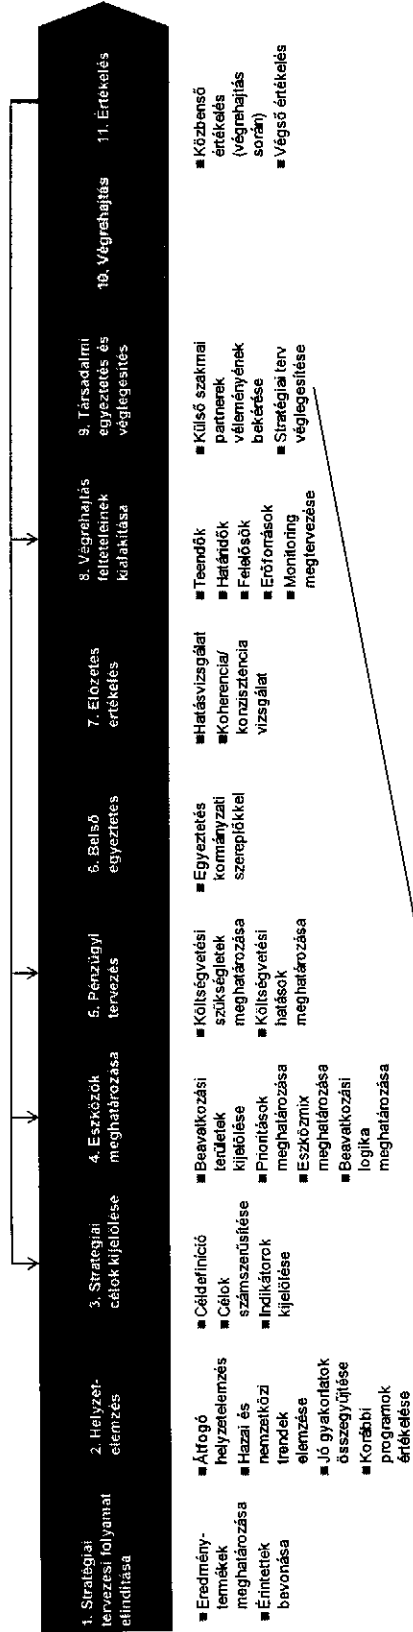 1. Stratégiai
tervezési folyamat
elindítása
2. Helyzet-
elemzés
3. Stratégiai
célok kijelölése
4. Eszközök
meghatározása
5. Pénzügyi
tervezés
6. Belső
egyeztetés
7. Előzetes
értékelés
8. Végrehajtás
feltételeinek
kialakítása
9. Társadalmi
egyeztetés és
véglegesítés
10. Végrehajtás
11. Értékelés
■ Eredmény-
termékek
meghatározása
■ Érintettek
bevonása
■ Átfogó
helyzetelemzés
■ Hazai és
nemzetközi
trendek
elemzése
■ Jó gyakorlatok
összegyűjtése
■ Korábbi
programok
értékelése
■ Céldefiníció
■ Célok
számszerűsítése
■ Indikátorok
kijelölése
■ Beavatkozási
területek
kijelölése
■ Prioritások
meghatározása
■ Eszközmix
meghatározása
■ Beavatkozási
logika
meghatározása
■ Költségvetési
szükségletek
meghatározása
■ Költségvetési
hatások
meghatározása
■ Egyeztetés
kormányzati
szereplőkkel
■ Hatásvizsgálat
■ Koherencia/
konzisztencia
vizsgálat
■ Teendők
■ Határidők
■ Felelősök
■ Erőforrások
■ Monitoring
megtervezése
■ Külső szakmai
partnerek
véleményének
bekérése
■ Stratégiai terv
véglegesítése
■ Közbenső
értékelés
(végrehajtás
során)
■ Végső értékelés